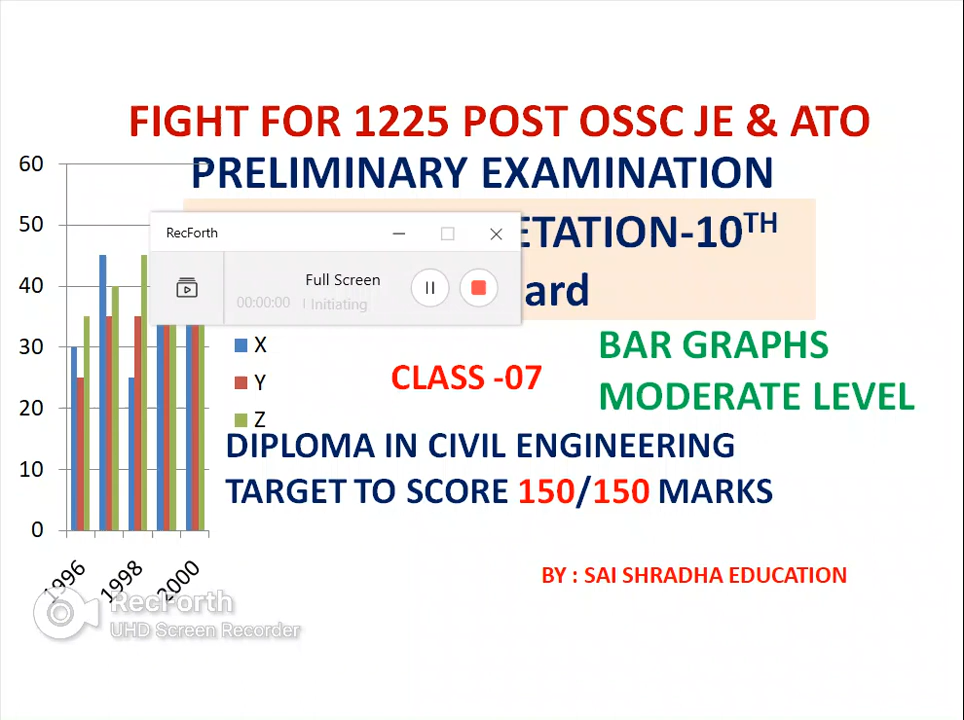 FIGHT FOR 1225 POST OSSC JE & ATO
PRELIMINARY EXAMINATION
ETATION-10TH
ard
RecForth
Full Screen
00:00:00
Initiating
60
50
40
30
20
10
0
1996
1998
2000
X
Y
Z
CLASS -07
BAR GRAPHS
MODERATE LEVEL
DIPLOMA IN CIVIL ENGINEERING
TARGET TO SCORE 150/150 MARKS
BY : SAI SHRADHA EDUCATION
RecForth
UHD Screen Recorder